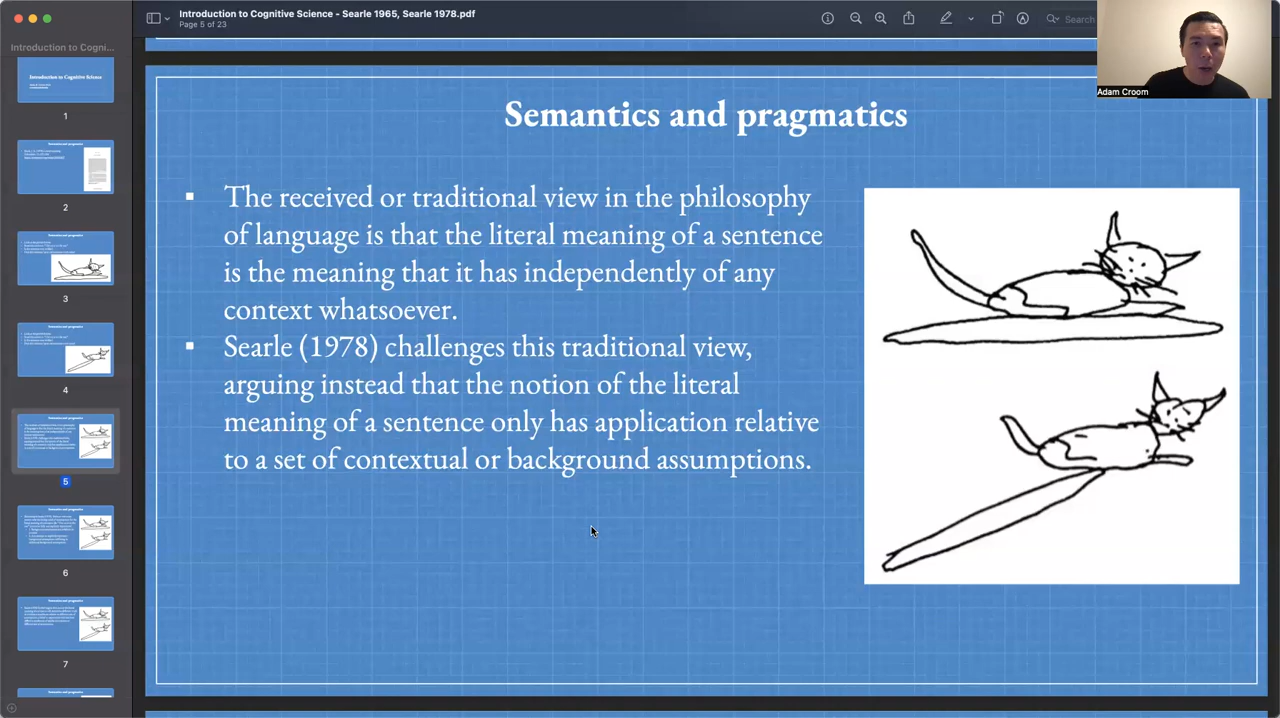 Introduction to Cognitive Science - Searle 1965, Searle 1978.pdf
Page 5 of 23
Search
Adam Croom
Introduction to Cogni...
Introduction to Cognitive Science
1
2
3
4
5
6
7
Semantics and pragmatics
▪ The received or traditional view in the philosophy
of language is that the literal meaning of a sentence
is the meaning that it has independently of any
context whatsoever.
▪ Searle (1978) challenges this traditional view,
arguing instead that the notion of the literal
meaning of a sentence only has application relative
to a set of contextual or background assumptions.